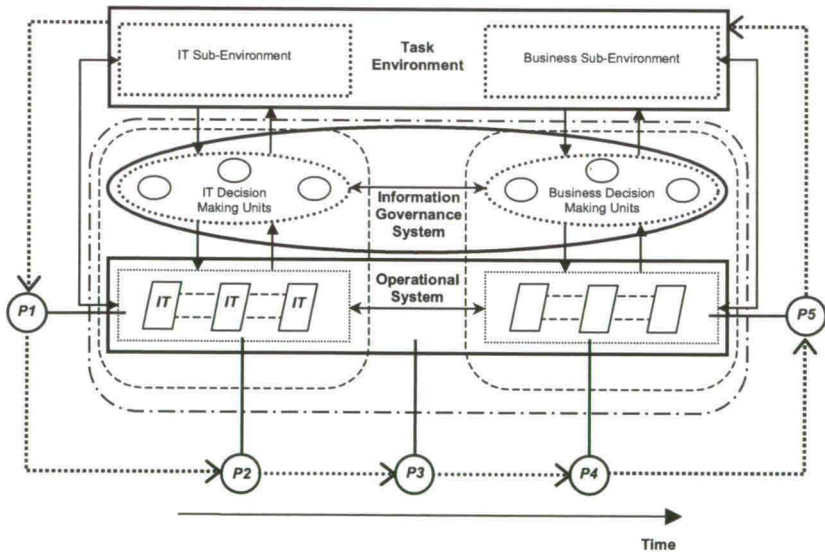 IT Sub-Environment
Task
Environment
Business Sub-Environment
IT Decision
Making Units
Information
Governance
System
Business Decision
Making Units
Operational
System
IT
IT
IT
P1
P5
P2
P3
P4
Time